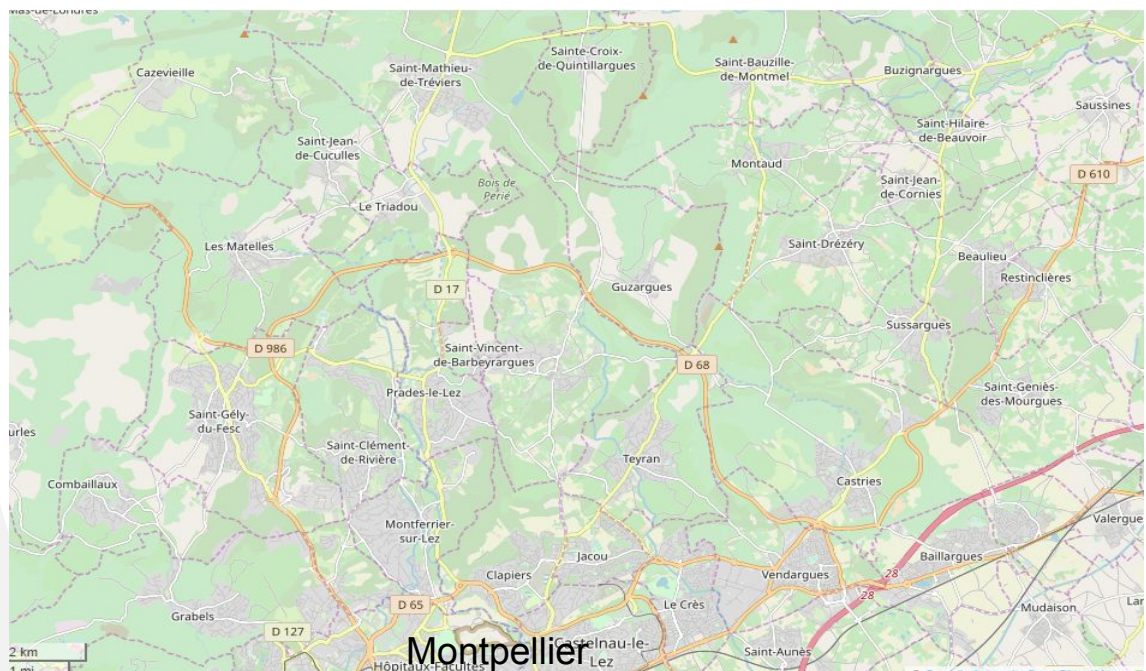 Sainte-Croix-
de-Quintillargues
Saint-Mathieu-
de-Tréviers
Cazevieille
Saint-Bauzille-
de-Montmel
Buzignargues
Saussines
Saint-Hilaire-
de-Beauvoir
Saint-Jean-
de-Cuculles
Montaud
D 610
Bois de
Périé
Saint-Jean-
de-Cornies
Le Triadou
Les Matelles
Saint-Drézéry
Beaulieu
Restinclières
D 17
Guzargues
Sussargues
D 986
Saint-Vincent-
de-Barbeyrargues
D 68
Prades-le-Lez
Saint-Geniès-
des-Mourgues
Saint-Gély-
du-Fesc
Saint-Clément-
de-Rivière
Teyran
Combaillaux
Castries
Montferrier-
sur-Lez
Valergue
Jacou
Baillargues
Clapiers
Vendargues
28
28
D 65
Le Crès
Mudaison
Grabels
D 127
2 km
Montpellier
Castelnau-le-
Lez
Saint-Aunès
Hôpitaux-Facultés
1 mi